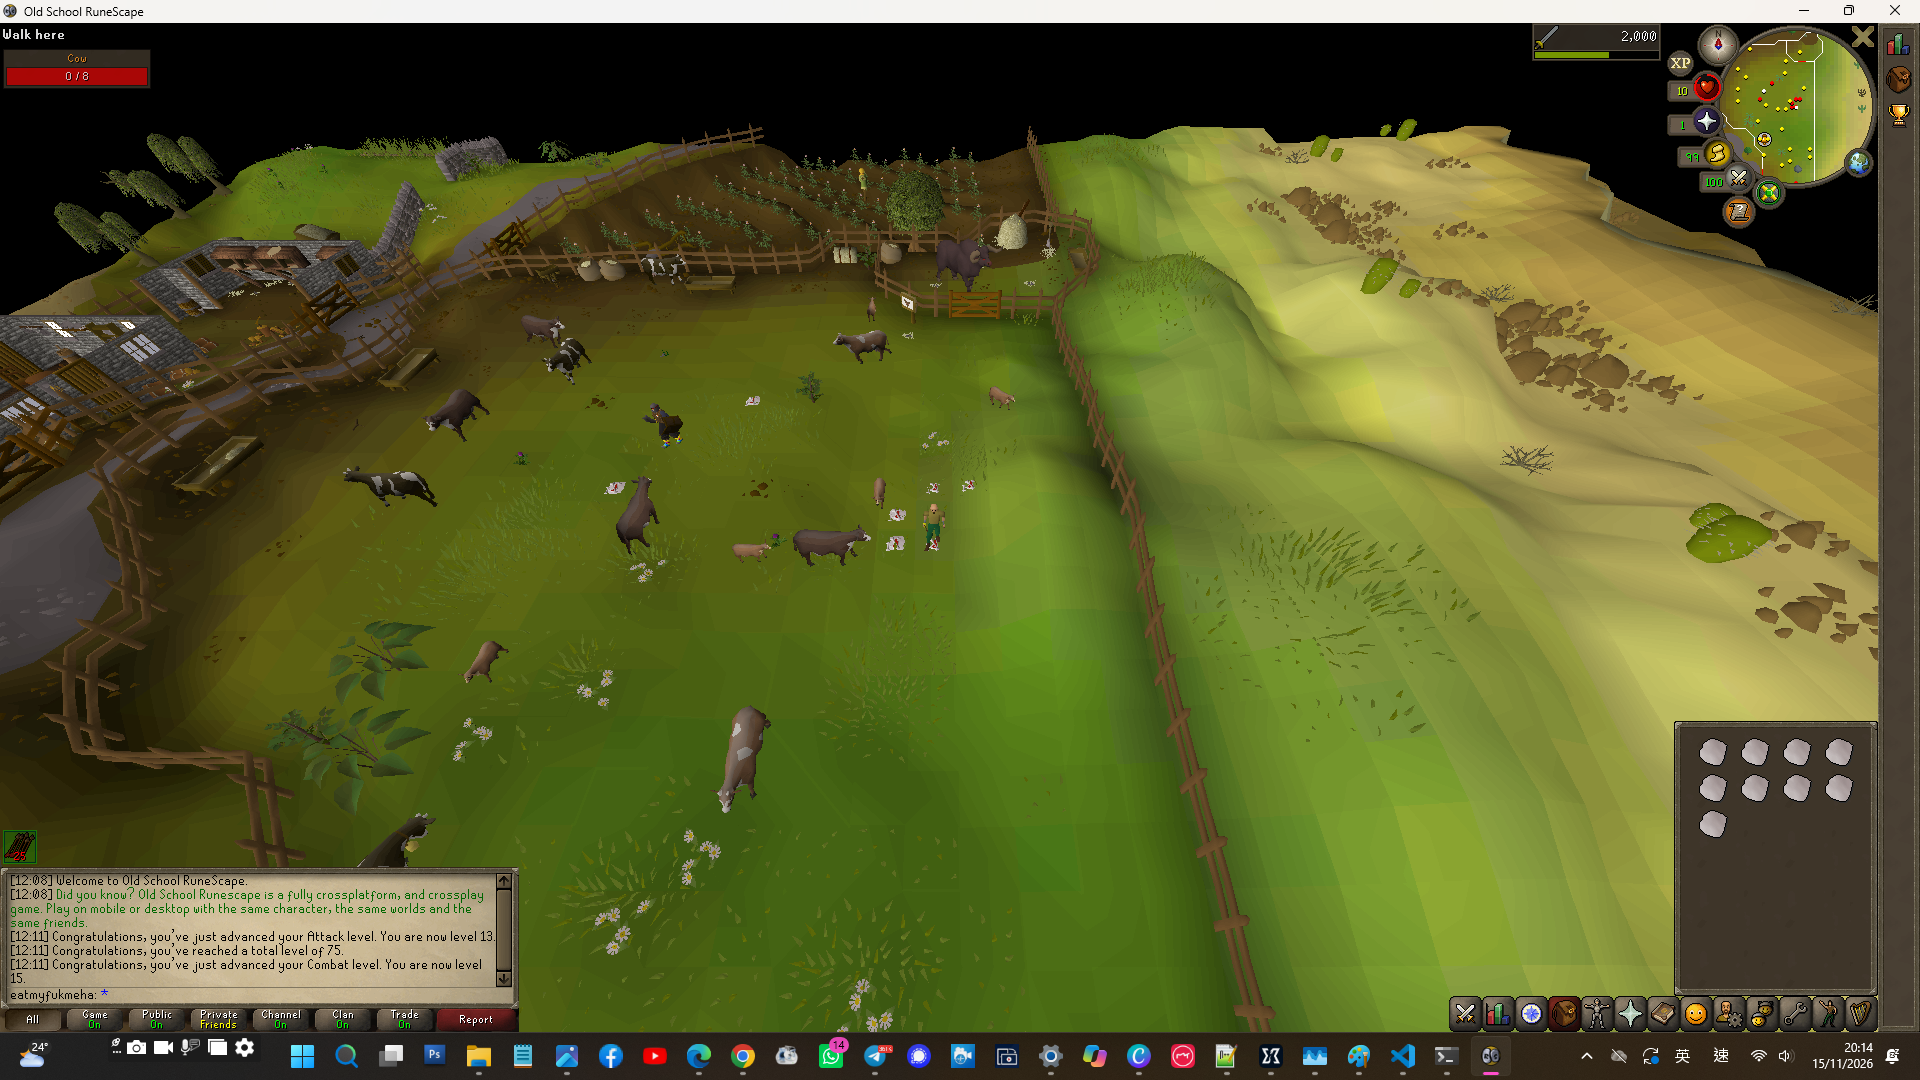 Old School RuneScape
Walk here
Cow
0 / 8
2,000
N
XP
10
1
99
100
25
[12:08] Welcome to Old School RuneScape.
[12:08] Did you know? Old School Runescape is a fully crossplatform, and crossplay
game. Play on mobile or desktop with the same character, the same worlds and the
same friends.
[12:11] Congratulations, you've just advanced your Attack level. You are now level 13.
[12:11] Congratulations, you've reached a total level of 75.
[12:11] Congratulations, you've just advanced your Combat level. You are now level
15.
eatmyfukmeha: *
All
Game
On
Public
On
Private
Friends
Channel
On
Clan
On
Trade
On
Report
24°
Ps
14
英
速
20:14
15/11/2026